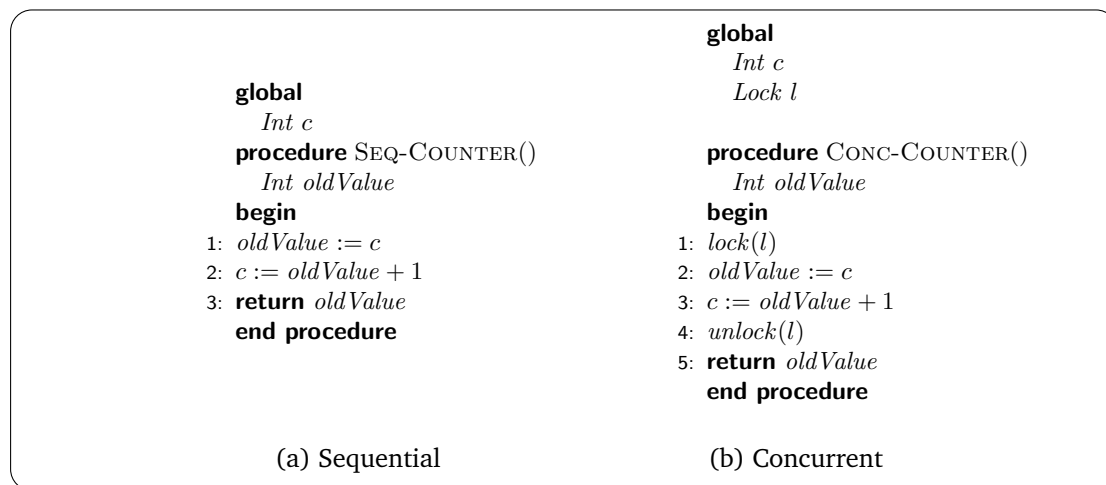 global
Int c
procedure SEQ-COUNTER()
Int oldValue
begin
1: oldValue := c
2: c := oldValue + 1
3: return oldValue
end procedure
(a) Sequential
global
Int c
Lock l
procedure CONC-COUNTER()
Int oldValue
begin
1: lock(l)
2: oldValue := c
3: c := oldValue + 1
4: unlock(l)
5: return oldValue
end procedure
(b) Concurrent